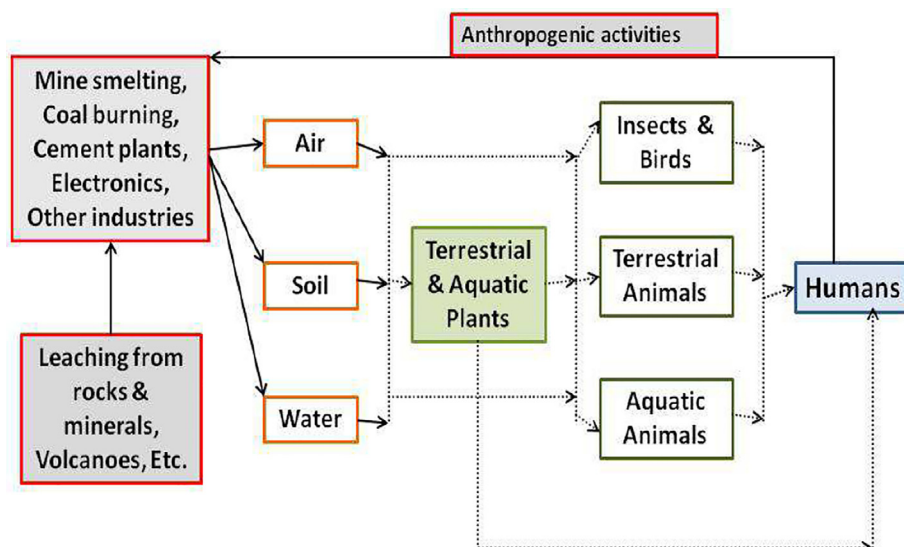 Anthropogenic activities
Mine smelting,
Coal burning,
Cement plants,
Electronics,
Other industries
Leaching from
rocks &
minerals,
Volcanoes, Etc.
Air
Soil
Water
Terrestrial
& Aquatic
Plants
Insects &
Birds
Terrestrial
Animals
Aquatic
Animals
Humans